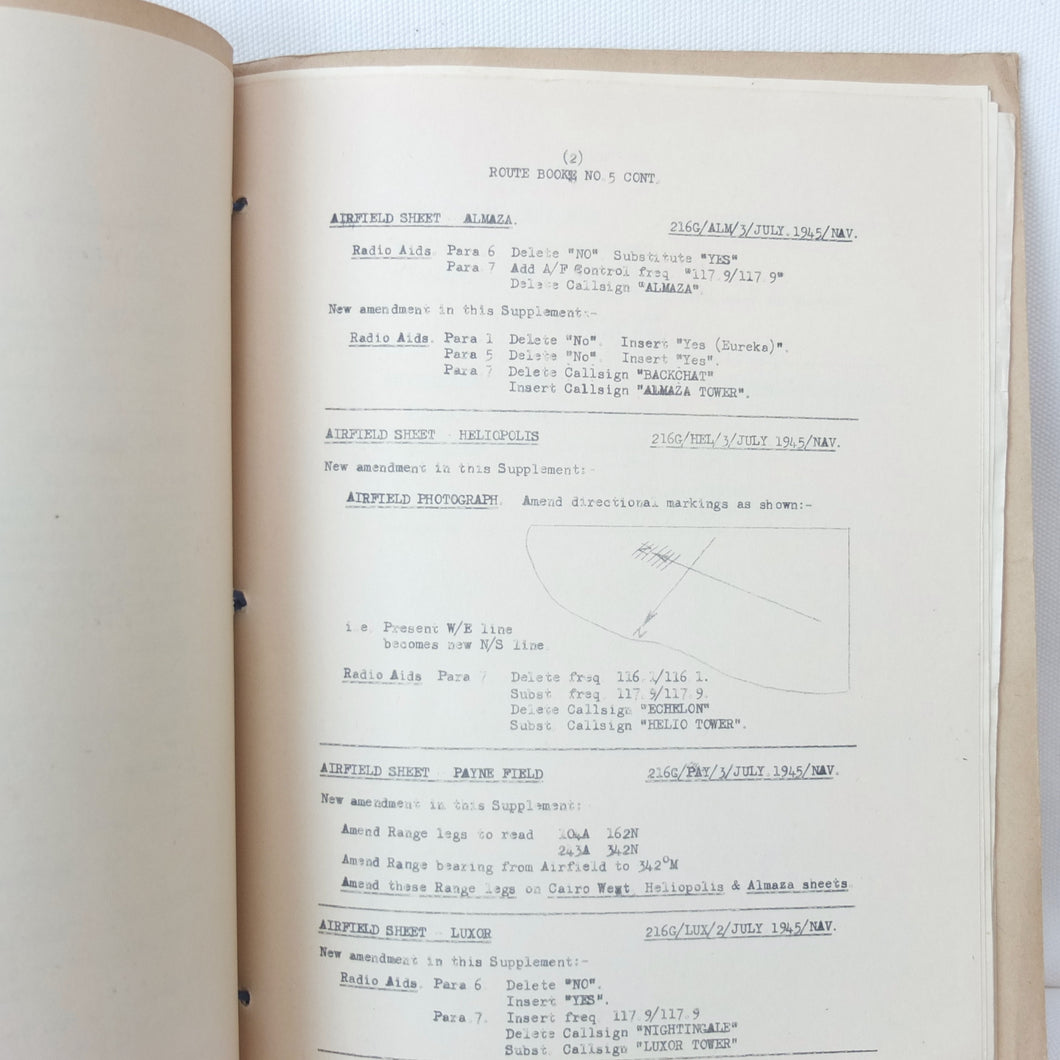 (2)
ROUTE BOOK NO. 5 CONT.
AIRFIELD SHEET - ALMAZA. 216G/ALM/3/JULY.1945/NAV.
Radio Aids. Para 6 Delete "NO". Substitute "YES"
Para 7 Add A/F Control freq. "117.9/117.9"
Delete Callsign "ALMAZA".
New amendment in this Supplement:-
Radio Aids. Para 1 Delete "No". Insert "Yes (Eureka)".
Para 5 Delete "No". Insert "Yes".
Para 7 Delete Callsign "BACKCHAT"
Insert Callsign "ALMAZA TOWER".
AIRFIELD SHEET - HELIOPOLIS 216G/HEL/3/JULY 1945/NAV.
New amendment in this Supplement:-
AIRFIELD PHOTOGRAPH. Amend directional markings as shown:-
N
i.e. Present W/E line
becomes new N/S line.
Radio Aids Para 7 Delete freq. 116.1/116.1.
Subst. freq. 117.9/117.9.
Delete Callsign "ECHELON"
Subst. Callsign "HELIO TOWER".
AIRFIELD SHEET - PAYNE FIELD 216G/PAY/3/JULY.1945/NAV.
New amendment in this Supplement:
Amend Range legs to read 104A 162N
243A 342N
Amend Range bearing from Airfield to 342°M
Amend these Range legs on Cairo West, Heliopolis & Almaza sheets.
AIRFIELD SHEET - LUXOR 216G/LUX/2/JULY 1945/NAV.
New amendment in this Supplement:-
Radio Aids. Para 6 Delete "NO".
Insert "YES".
Para 7. Insert freq. 117.9/117.9
Delete Callsign "NIGHTINGALE"
Subst. Callsign "LUXOR TOWER"